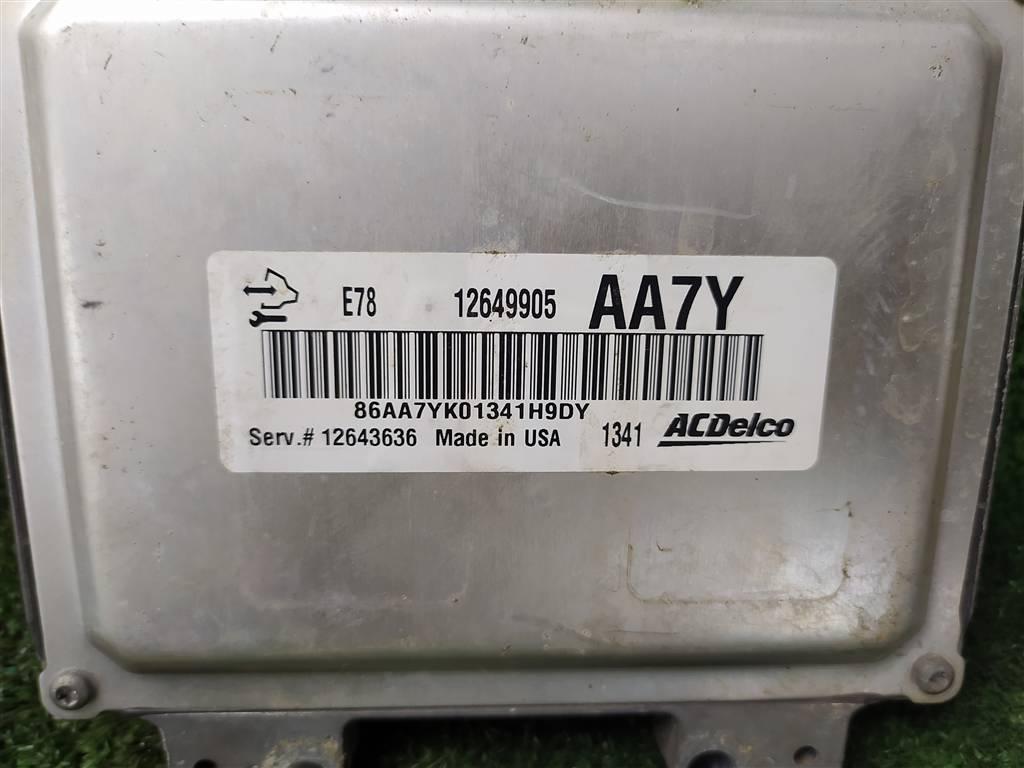 E78 12649905 AA7Y
86AA7YK01341H9DY
Serv.# 12643636 Made in USA 1341 ACDelco